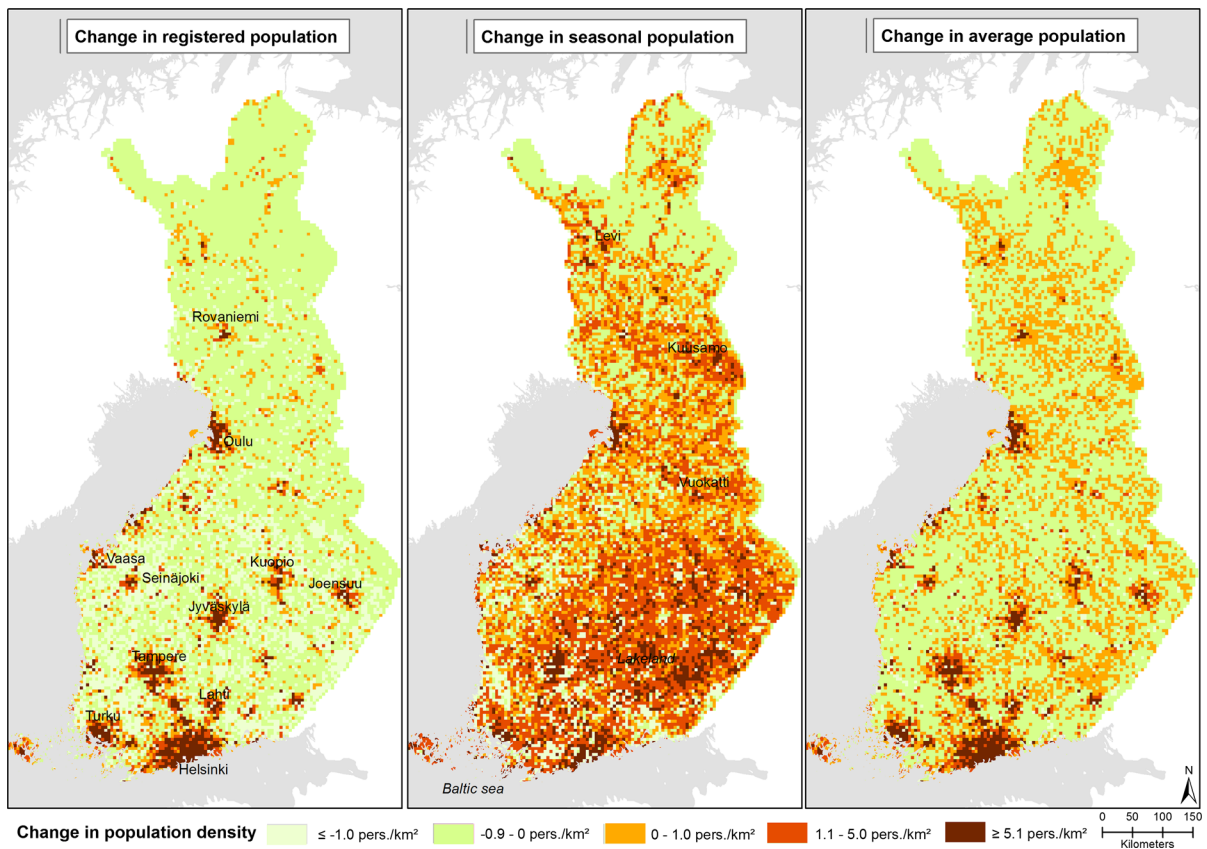 Change in registered population
Change in seasonal population
Change in average population
Rovaniemi
Oulu
Vaasa
Seinäjoki
Kuopio
Joensuu
Jyväskylä
Tampere
Lahti
Turku
Helsinki
Levi
Kuusamo
Vuokatti
Lakeland
Baltic sea
N
Change in population density
≤ -1.0 pers./km²
-0.9 - 0 pers./km²
0 - 1.0 pers./km²
1.1 - 5.0 pers./km²
≥ 5.1 pers./km²
0 50 100 150
Kilometers